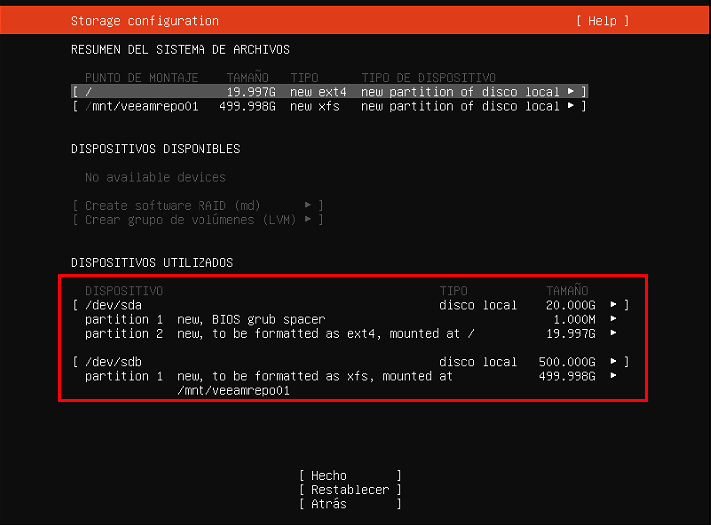 Storage configuration [ Help ]
RESUMEN DEL SISTEMA DE ARCHIVOS
PUNTO DE MONTAJE TAMAÑO TIPO TIPO DE DISPOSITIVO
[ / 19.997G new ext4 new partition of disco local ▸ ]
[ /mnt/veeamrepo01 499.998G new xfs new partition of disco local ▸ ]
DISPOSITIVOS DISPONIBLES
No available devices
[ Create software RAID (md) ▸ ]
[ Crear grupo de volúmenes (LVM) ▸ ]
DISPOSITIVOS UTILIZADOS
DISPOSITIVO TIPO TAMAÑO
[ /dev/sda disco local 20.000G ▸ ]
partition 1 new, BIOS grub spacer 1.000M ▸
partition 2 new, to be formatted as ext4, mounted at / 19.997G ▸
[ /dev/sdb disco local 500.000G ▸ ]
partition 1 new, to be formatted as xfs, mounted at 499.998G ▸
/mnt/veeamrepo01
[ Hecho ]
[ Restablecer ]
[ Atrás ]